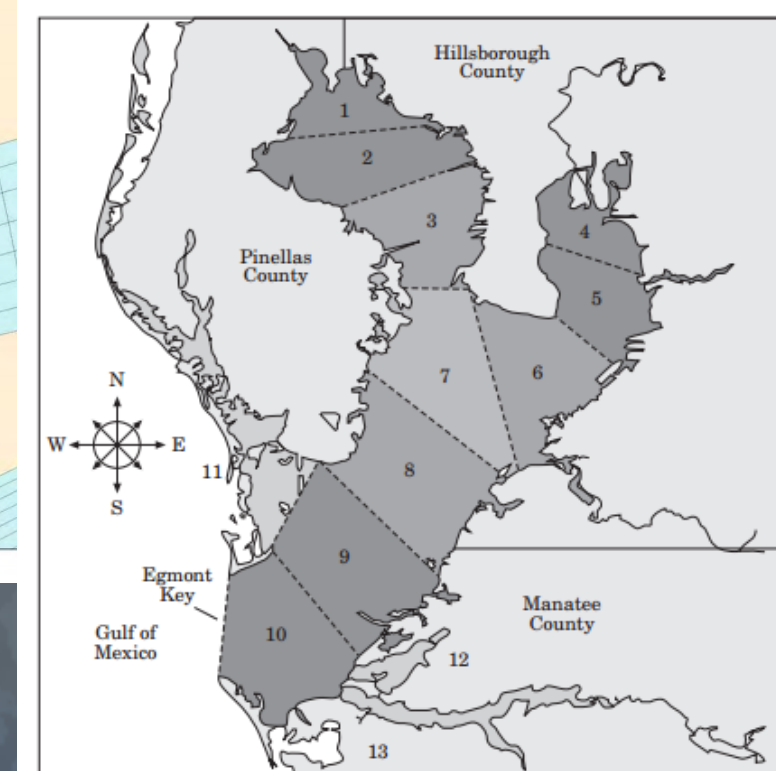 Hillsborough
County
1
2
3
4
Pinellas
County
5
7
6
N
W
E
S
11
8
9
Egmont
Key
10
Gulf of
Mexico
Manatee
County
12
13